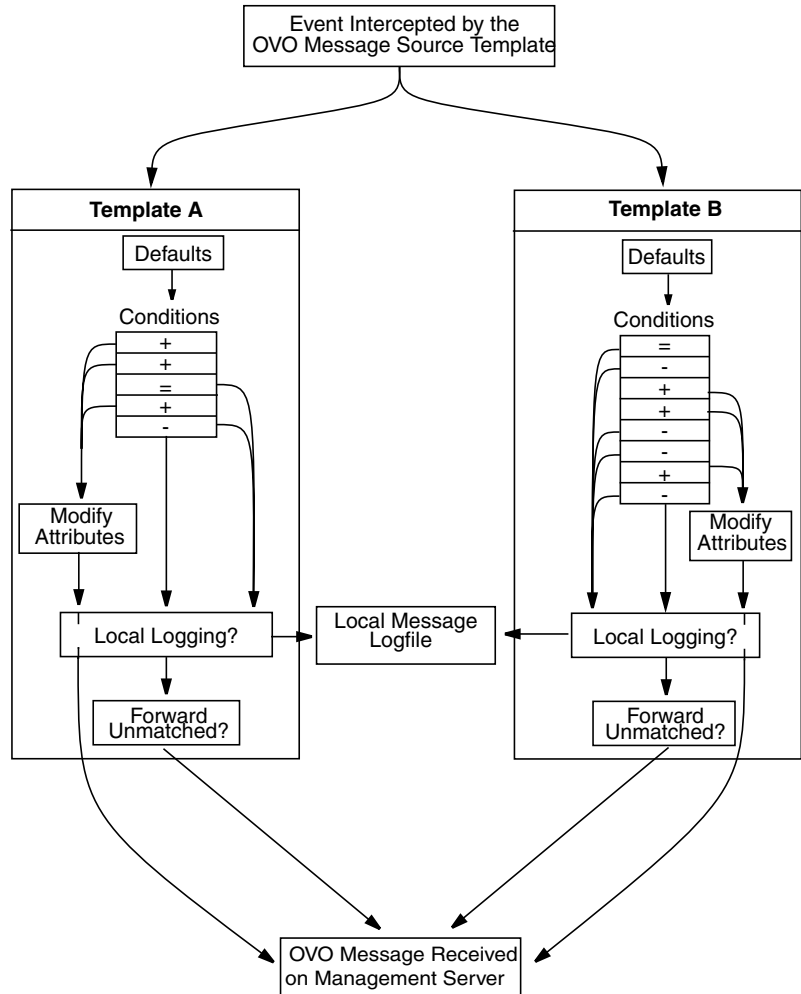 Event Intercepted by the
OVO Message Source Template
Template A
Defaults
Conditions
+
+
=
+
-
Modify
Attributes
Local Logging?
Forward
Unmatched?
Local Message
Logfile
Template B
Defaults
Conditions
=
-
+
+
-
-
+
-
Modify
Attributes
Local Logging?
Forward
Unmatched?
OVO Message Received
on Management Server